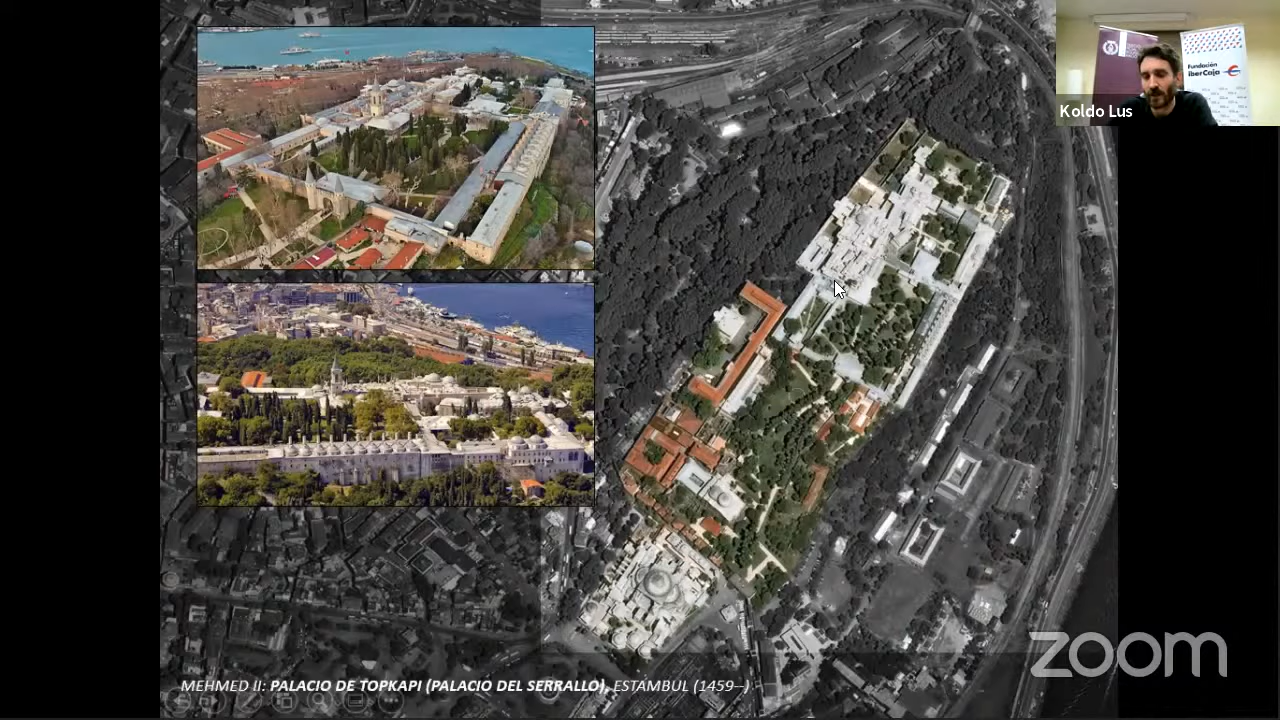 Fundación
iberCaja
Koldo Lus
zoom
MEHMED II: PALACIO DE TOPKAPI (PALACIO DEL SERRALLO), ESTAMBUL (1459--)